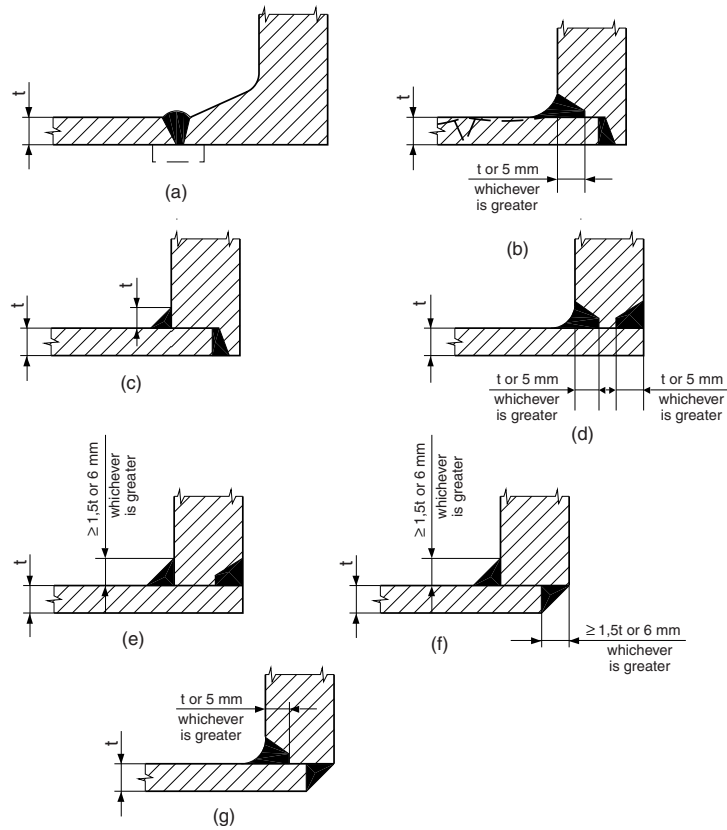 t
(a)
t
t or 5 mm
whichever
is greater
(b)
t
t
(c)
t
t or 5 mm
whichever
is greater
t or 5 mm
whichever
is greater
(d)
≥ 1,5t or 6 mm
whichever
is greater
t
(e)
≥ 1,5t or 6 mm
whichever
is greater
t
(f)
≥ 1,5t or 6 mm
whichever
is greater
t or 5 mm
whichever
is greater
t
(g)